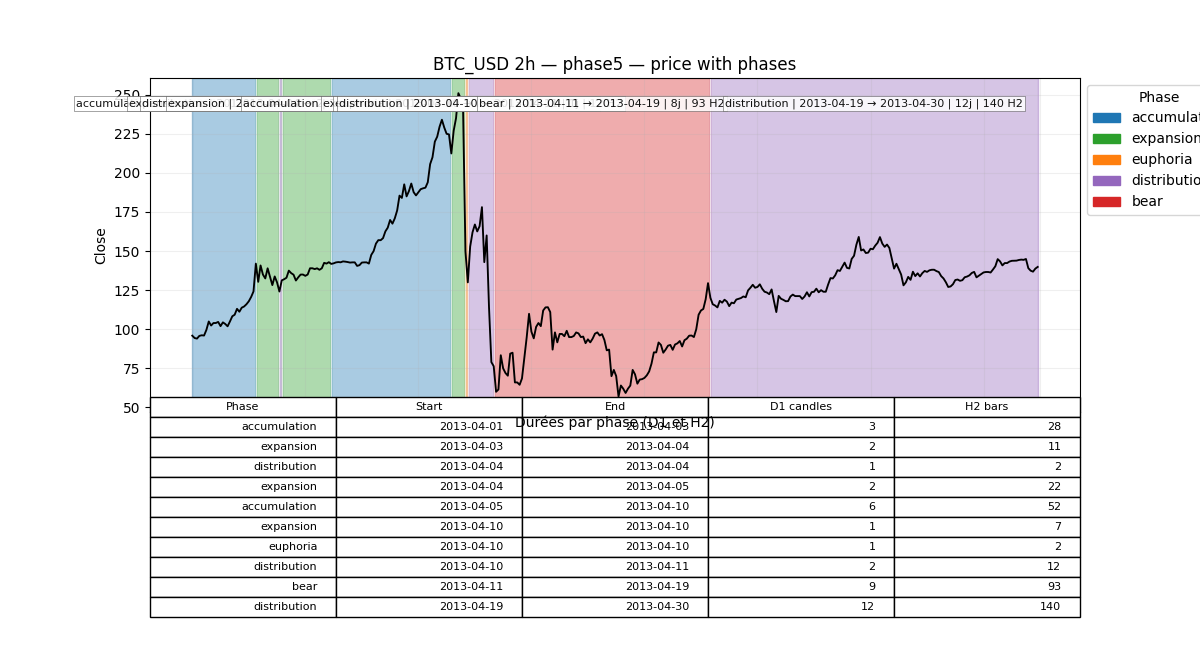 BTC_USD 2h — phase5 — price with phases
250
expansion | 2
accumulation
distribution | 2013-04-10
bear | 2013-04-11 → 2013-04-19 | 8j | 93 H2
distribution | 2013-04-19 → 2013-04-30 | 12j | 140 H2
225
200
175
150
125
100
75
50
Close
Phase
accumulat
expansion
euphoria
distributio
bear
Durées par phase (D1 et H2)
Phase Start End D1 candles H2 bars
accumulation 2013-04-01 2013-04-03 3 28
expansion 2013-04-03 2013-04-04 2 11
distribution 2013-04-04 2013-04-04 1 2
expansion 2013-04-04 2013-04-05 2 22
accumulation 2013-04-05 2013-04-10 6 52
expansion 2013-04-10 2013-04-10 1 7
euphoria 2013-04-10 2013-04-10 1 2
distribution 2013-04-10 2013-04-11 2 12
bear 2013-04-11 2013-04-19 9 93
distribution 2013-04-19 2013-04-30 12 140